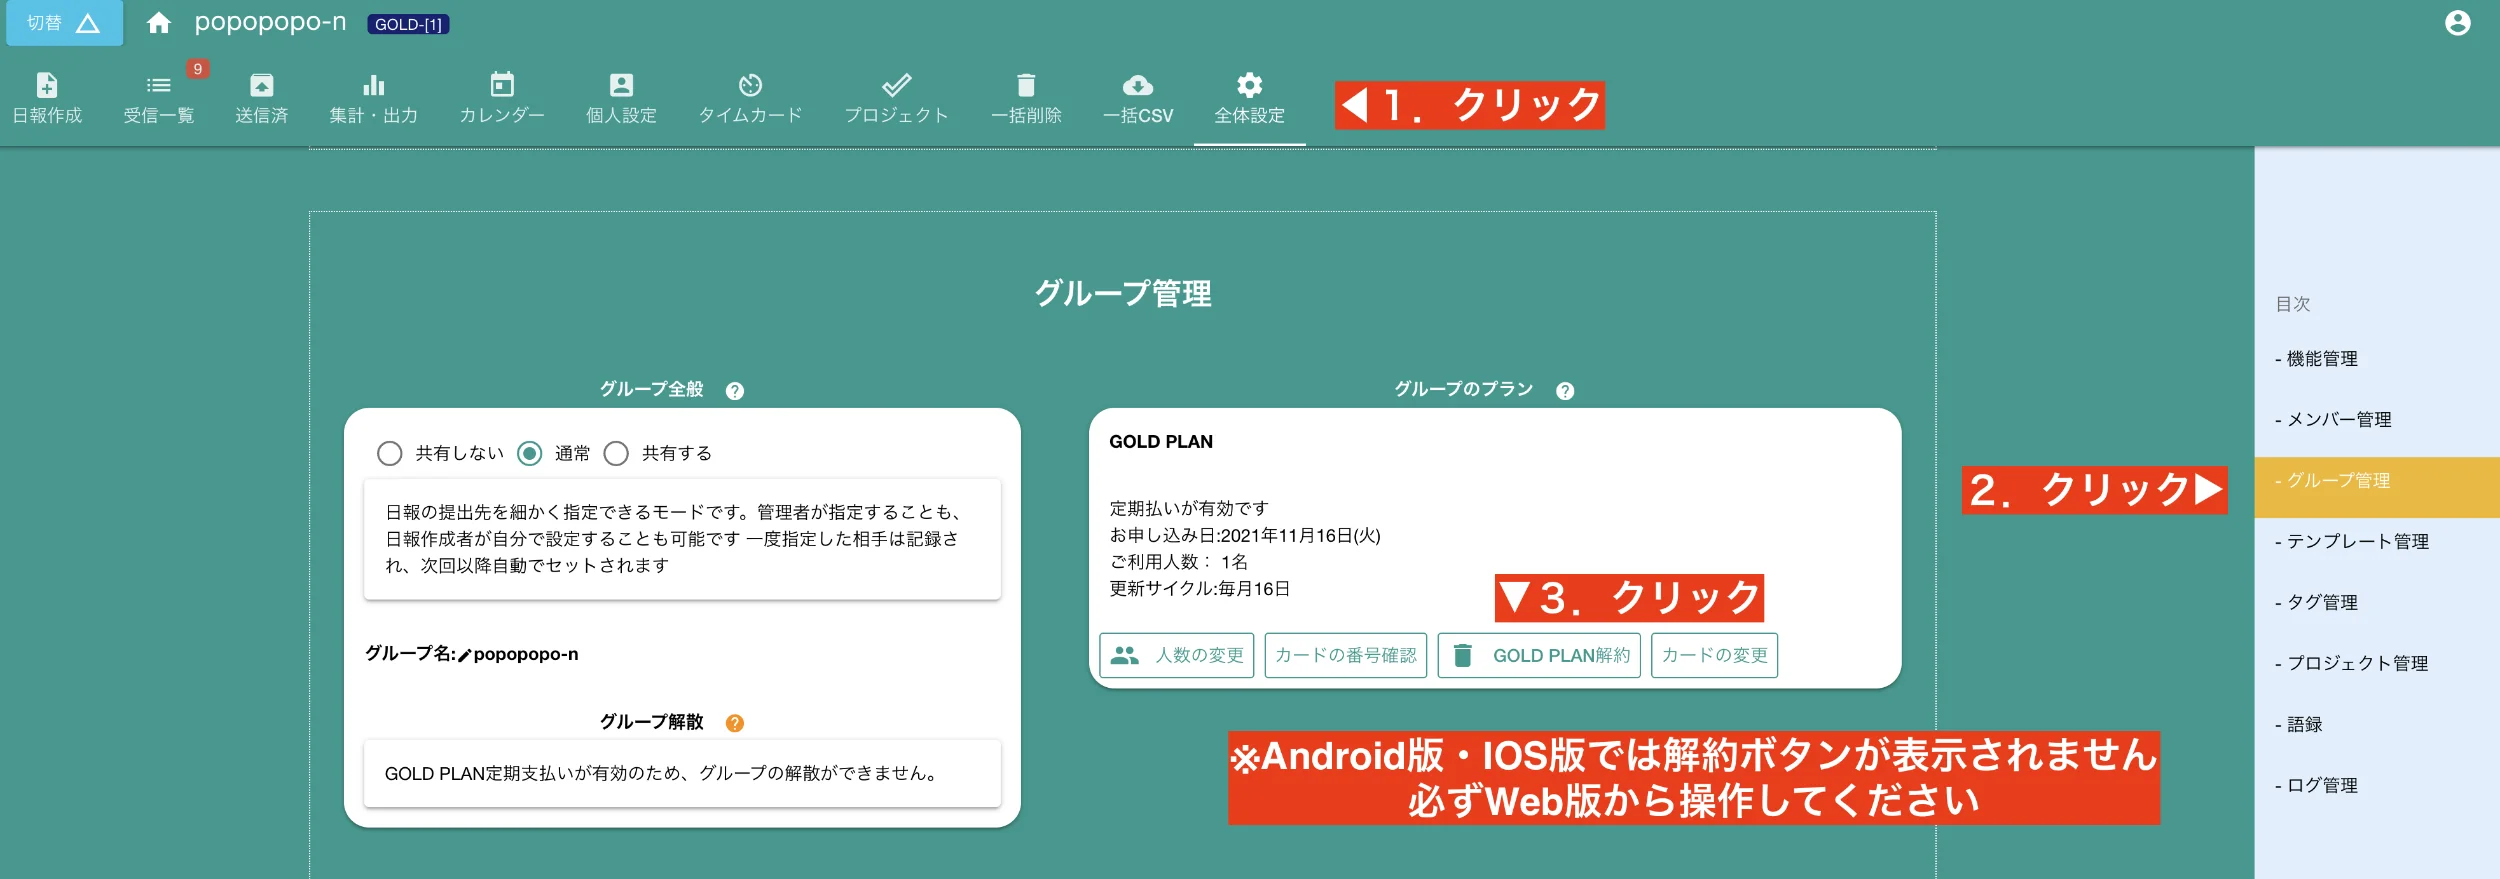 切替
popopopo-n
GOLD-[1]
日報作成
受信一覧
9
送信済
集計・出力
カレンダー
個人設定
タイムカード
プロジェクト
一括削除
一括CSV
全体設定
◀1．クリック
グループ管理
グループ全般
?
共有しない
通常
共有する
日報の提出先を細かく指定できるモードです。管理者が指定することも、
日報作成者が自分で設定することも可能です 一度指定した相手は記録さ
れ、次回以降自動でセットされます
グループ名:popopopo-n
グループ解散
?
GOLD PLAN定期支払いが有効のため、グループの解散ができません。
グループのプラン
?
GOLD PLAN
定期払いが有効です
お申し込み日:2021年11月16日(火)
ご利用人数： 1名
更新サイクル:毎月16日
▼3．クリック
人数の変更
カードの番号確認
GOLD PLAN解約
カードの変更
※Android版・IOS版では解約ボタンが表示されません
必ずWeb版から操作してください
目次
- 機能管理
- メンバー管理
2．クリック▶
- グループ管理
- テンプレート管理
- タグ管理
- プロジェクト管理
- 語録
- ログ管理